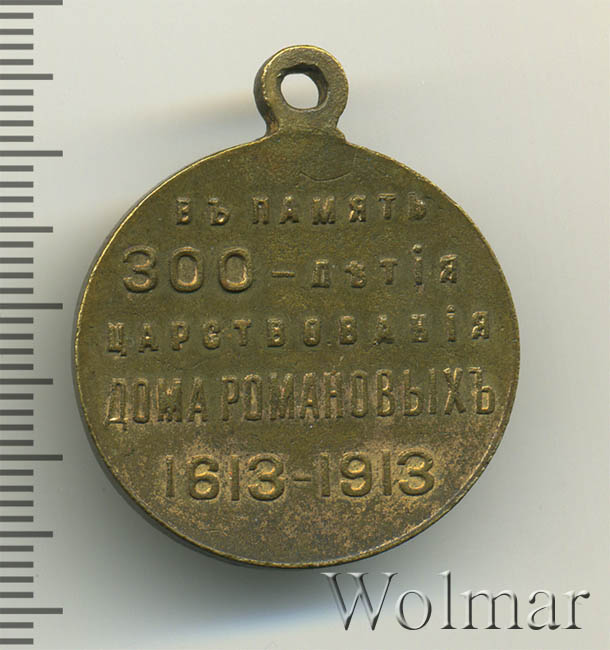 ВЪ ПАМЯТЬ
300-лѣтія
ЦАРСТВОВАНІЯ
ДОМА РОМАНОВЫХЪ
1613-1913
Wolmar